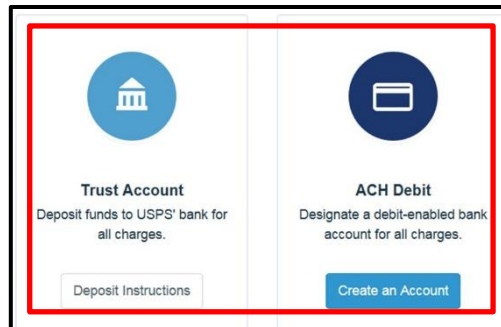 Trust Account
Deposit funds to USPS' bank for
all charges.
Deposit Instructions
ACH Debit
Designate a debit-enabled bank
account for all charges.
Create an Account